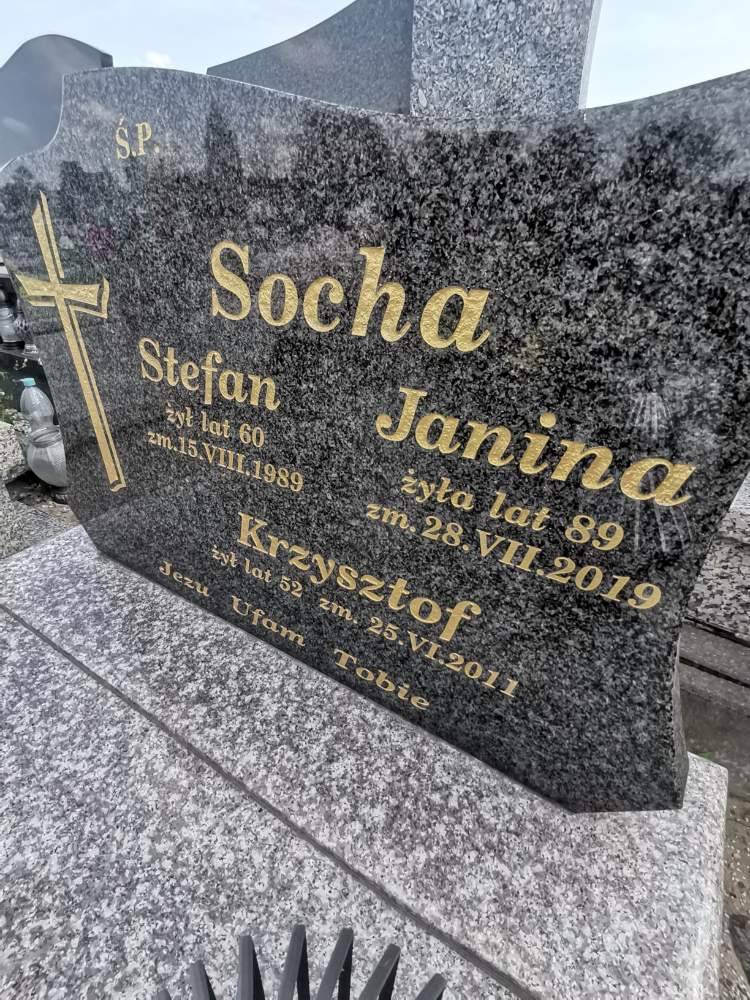 Ś.P.
Socha
Stefan
żył lat 60
zm.15.VIII.1989
Janina
żyła lat 89
zm. 28.VII.2019
Krzysztof
żył lat 52 zm. 25.VI.2011
Jezu Ufam Tobie